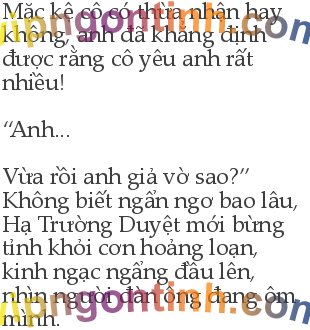 Mặc kệ cô có thừa nhận hay
không, anh đã khẳng định
được rằng cô yêu anh rất
nhiều!
“Anh...
Vừa rồi anh giả vờ sao?”
Không biết ngẩn ngơ bao lâu,
Hạ Trường Duyệt mới bừng
tỉnh khỏi cơn hoảng loạn,
kinh ngạc ngẩng đầu lên,
nhìn người đàn ông đang ôm
mình.
vipngontinh.com
vipngontinh.com